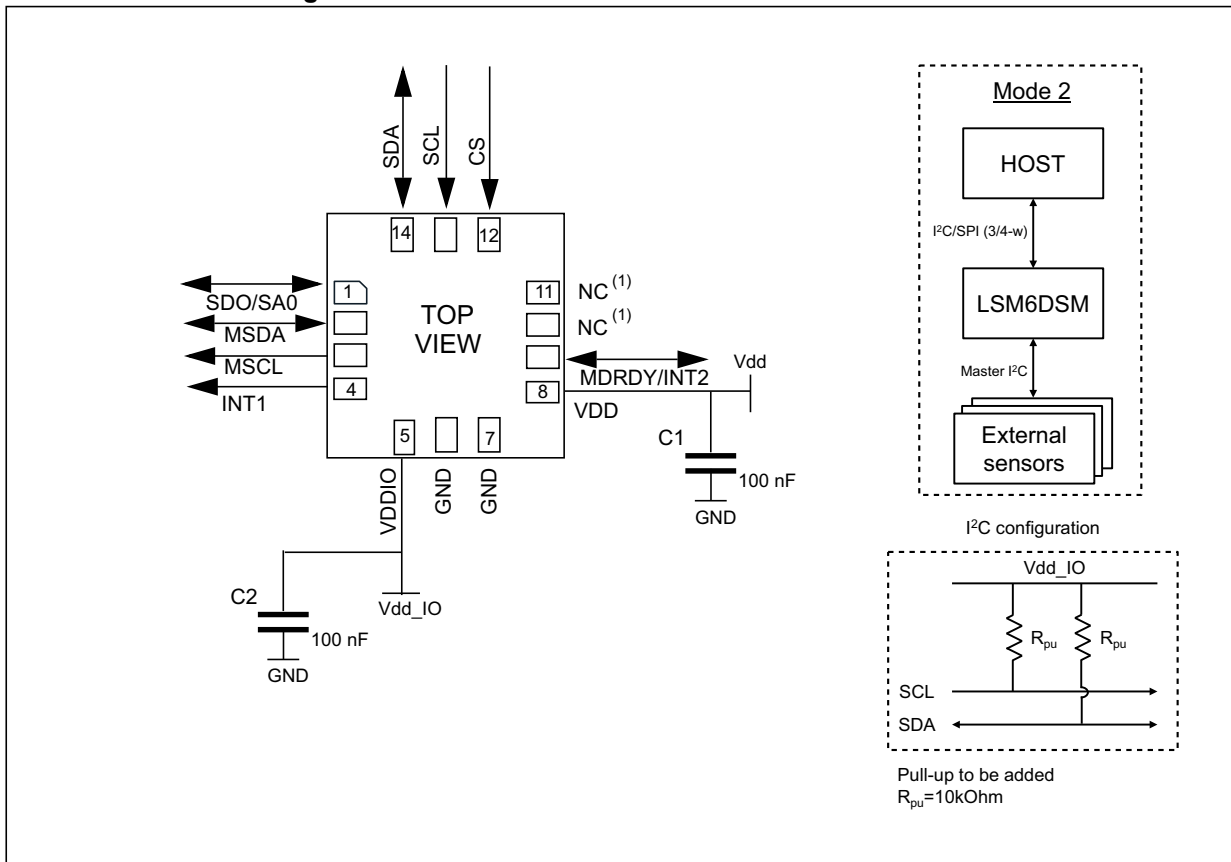 SDA
SCL
CS
14
12
1
SDO/SA0
MSDA
MSCL
4
INT1
TOP
VIEW
11
NC (1)
NC (1)
MDRDY/INT2
Vdd
8
VDD
5
7
VDDIO
GND
GND
C1
100 nF
GND
C2
100 nF
GND
Vdd_IO
Mode 2
HOST
I²C/SPI (3/4-w)
LSM6DSM
Master I²C
External
sensors
I²C configuration
Vdd_IO
Rpu
Rpu
SCL
SDA
Pull-up to be added
Rpu=10kOhm